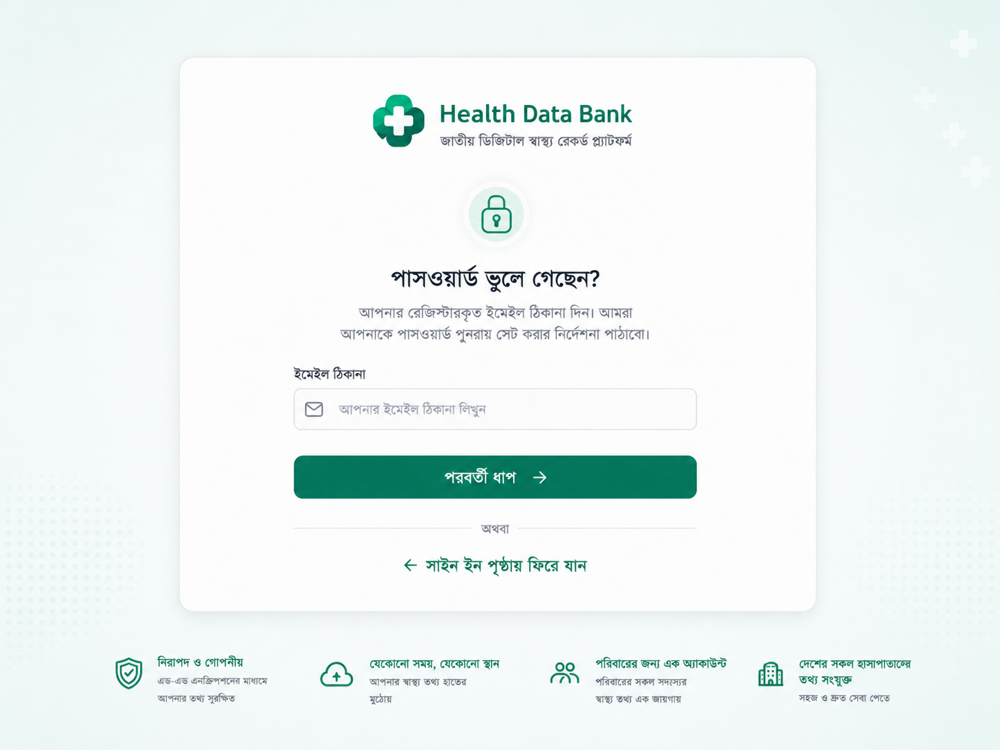 Health Data Bank
জাতীয় ডিজিটাল স্বাস্থ্য রেকর্ড প্ল্যাটফর্ম
পাসওয়ার্ড ভুলে গেছেন?
আপনার রেজিস্টারকৃত ইমেইল ঠিকানা দিন। আমরা
আপনাকে পাসওয়ার্ড পুনরায় সেট করার নির্দেশনা পাঠাবো।
ইমেইল ঠিকানা
আপনার ইমেইল ঠিকানা লিখুন
পরবর্তী ধাপ →
অথবা
← সাইন ইন পৃষ্ঠায় ফিরে যান
নিরাপদ ও গোপনীয়
এন্ড-এন্ড এনক্রিপশনের মাধ্যমে
আপনার তথ্য সুরক্ষিত
যেকোনো সময়, যেকোনো স্থান
আপনার স্বাস্থ্য তথ্য হাতের
মুঠোয়
পরিবারের জন্য এক অ্যাকাউন্ট
পরিবারের সকল সদস্যর
স্বাস্থ্য তথ্য এক জায়গায়
দেশের সকল হাসাপাতালের
তথ্য সংযুক্ত
সহজ ও দ্রুত সেবা পেতে